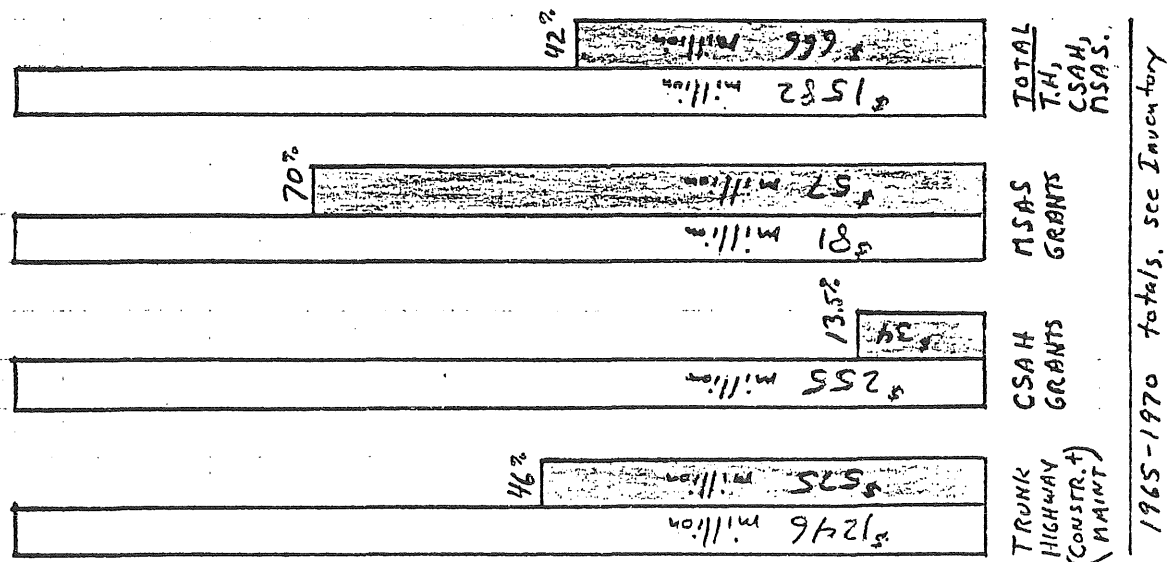 46%
$1246 million
$575 million
TRUNK
HIGHWAY
(CONSTR. +
MAINT)
13.5%
$255 million
$34
CSAH
GRANTS
70%
$81 million
$57 million
MSAS
GRANTS
42%
$1582 million
$666 million
TOTAL
T.H,
CSAH,
MSAS.
1965-1970 totals, see Inventory